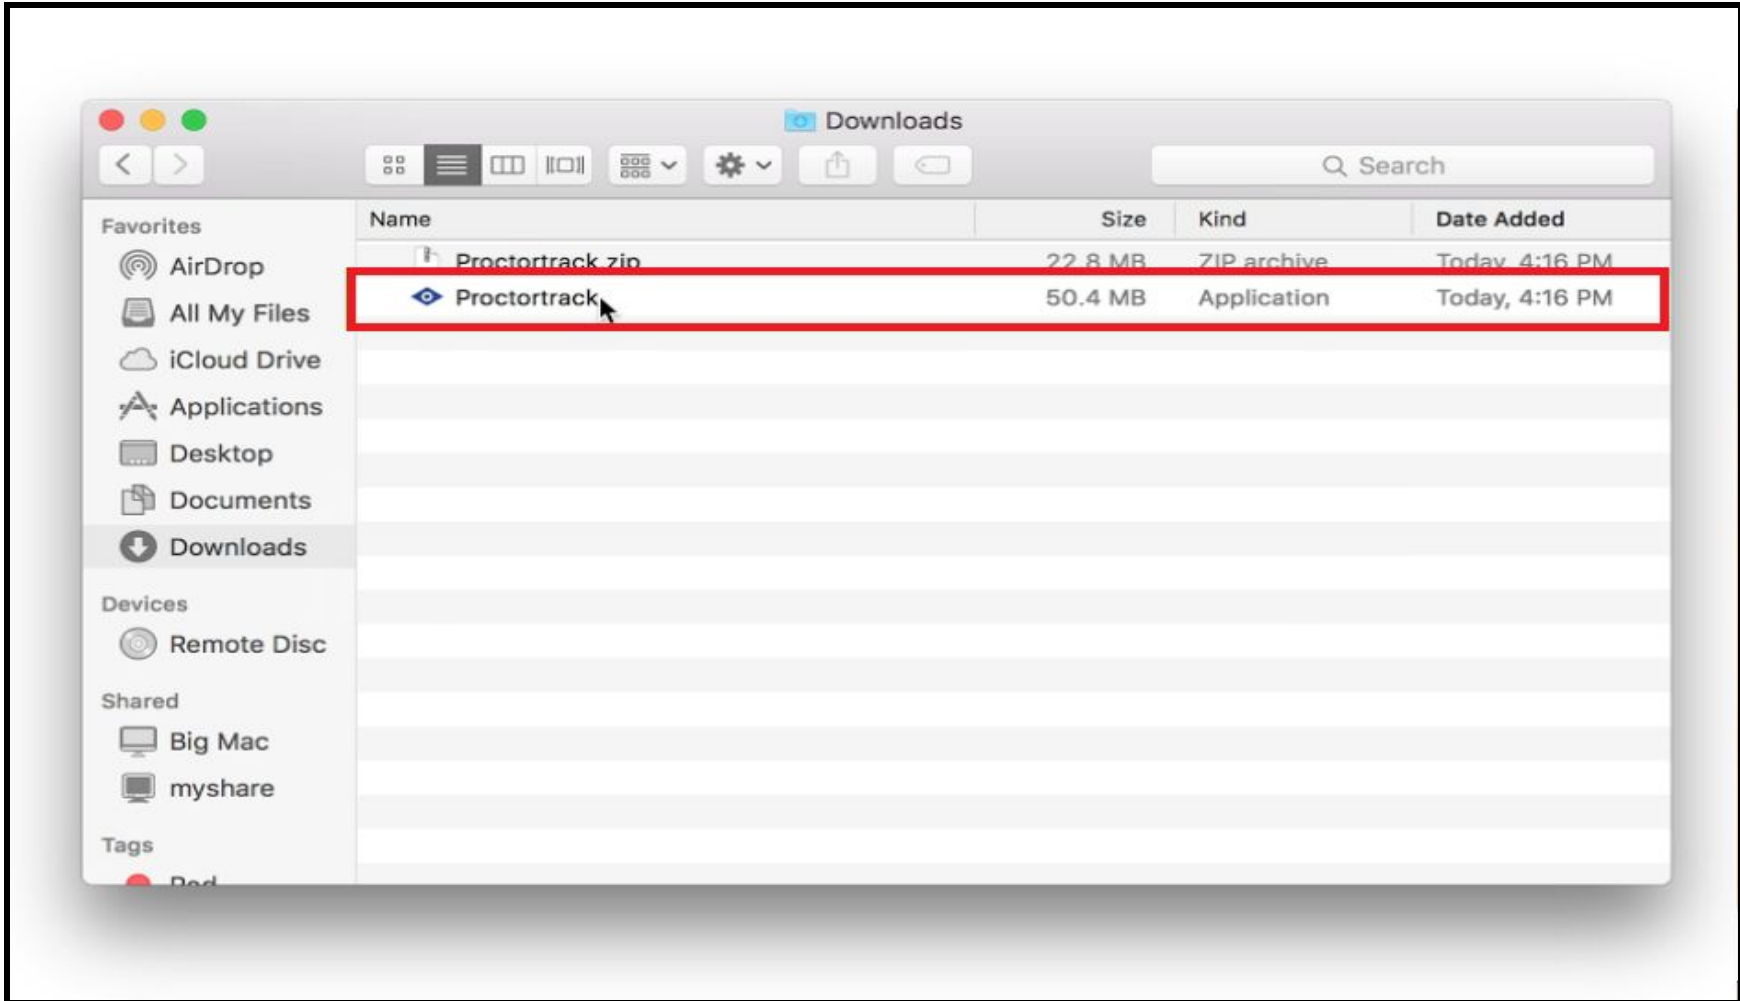 Downloads
Search
Favorites
AirDrop
All My Files
iCloud Drive
Applications
Desktop
Documents
Downloads
Devices
Remote Disc
Shared
Big Mac
myshare
Tags
Red
Name Size Kind Date Added
Proctortrack.zip 22.8 MB ZIP archive Today, 4:16 PM
Proctortrack 50.4 MB Application Today, 4:16 PM